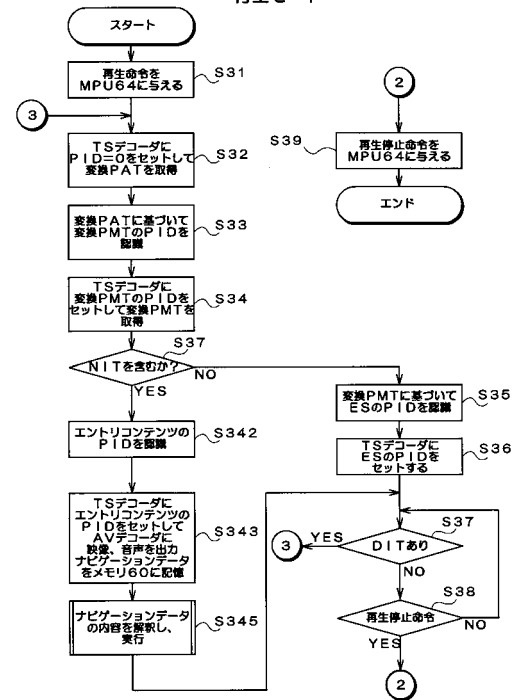 スタート
再生命令を
MPU64に与える
S31
3
TSデコーダに
PID=0をセットして
変換PATを取得
S32
変換PATに基づいて
変換PMTのPIDを
認識
S33
TSデコーダに
変換PMTのPIDを
セットして変換PMTを
取得
S34
NITを含むか?
S37
YES
NO
エントリコンテンツの
PIDを認識
S342
TSデコーダに
エントリコンテンツの
PIDをセットして
AVデコーダに
映像、音声を出力
ナビゲーションデータ
をメモリ60に記憶
S343
ナビゲーションデータ
の内容を解釈し、
実行
S345
2
再生停止命令を
MPU64に与える
S39
エンド
変換PMTに基づいて
ESのPIDを認識
S35
TSデコーダに
ESのPIDを
セットする
S36
DITあり
S37
YES
3
NO
再生停止命令
S38
NO
YES
2